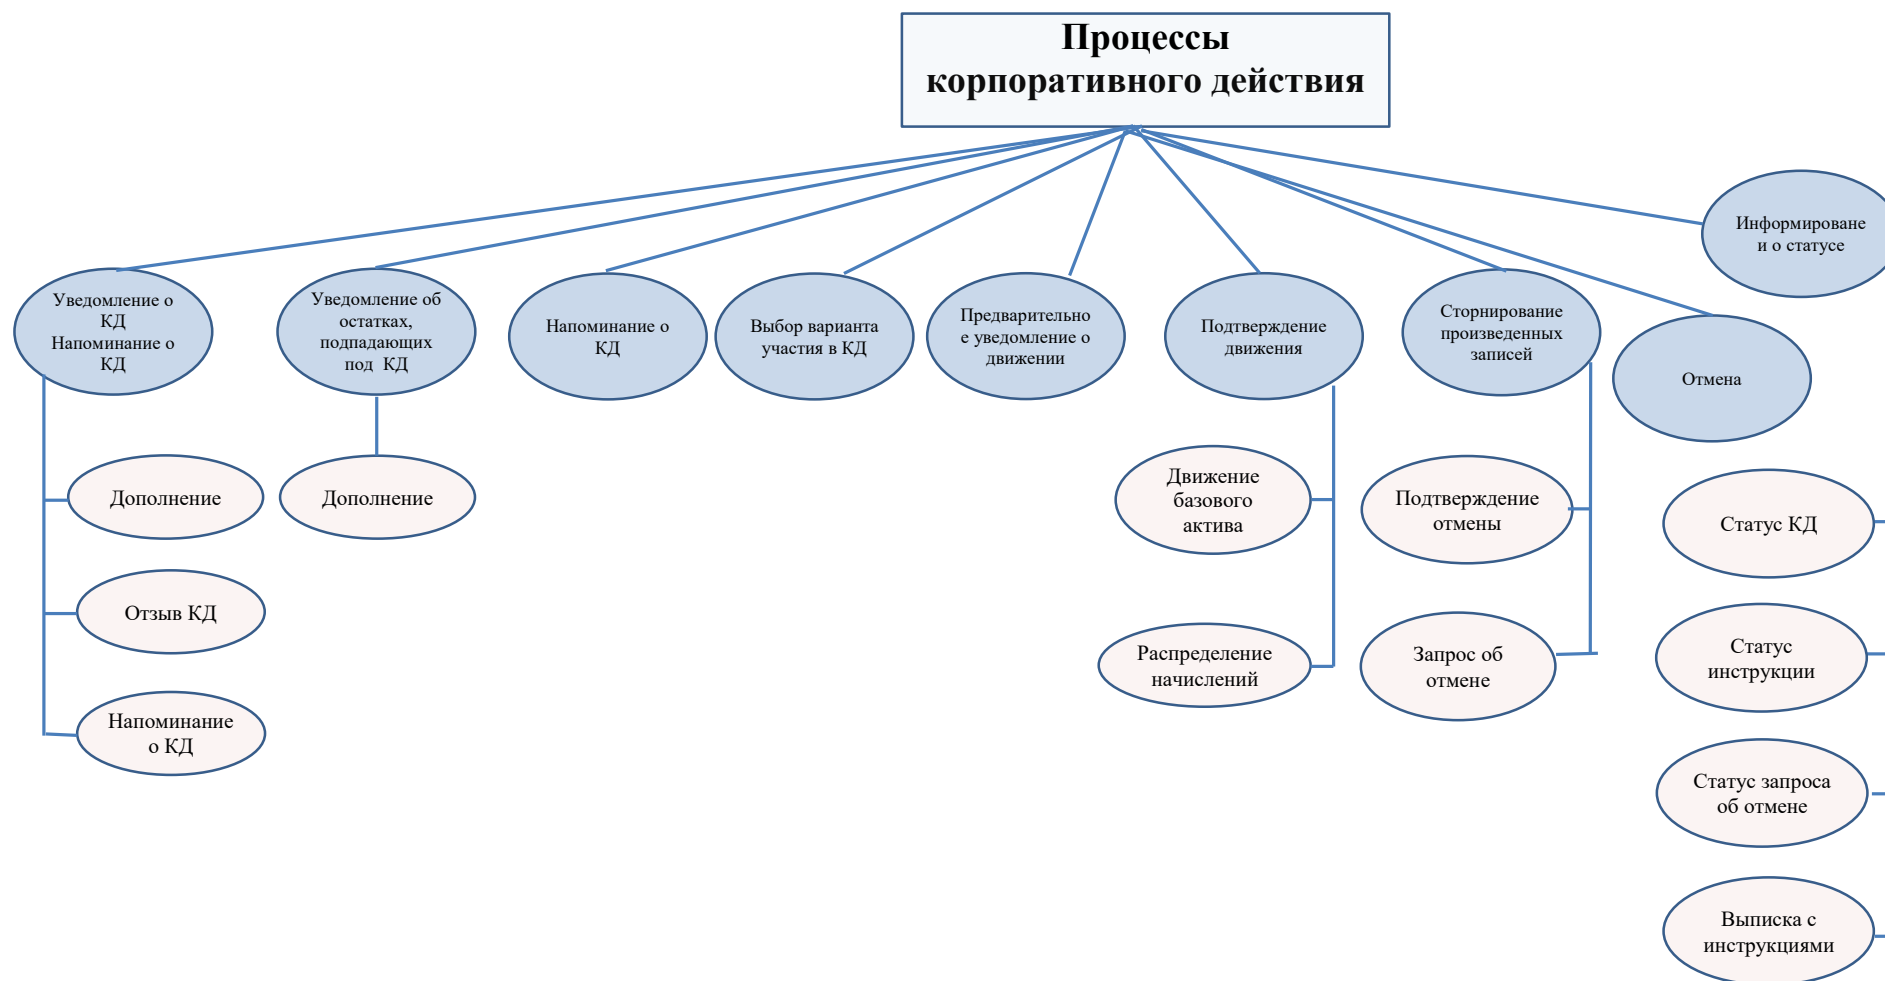 Процессы
корпоративного действия
Информироване
и о статусе
Уведомление о
КД
Напоминание о
КД
Уведомление об
остатках,
подпадающих
под КД
Напоминание о
КД
Выбор варианта
участия в КД
Предварительно
е уведомление о
движении
Подтверждение
движения
Сторнирование
произведенных
записей
Отмена
Дополнение
Дополнение
Движение
базового
актива
Подтверждение
отмены
Статус КД
Отзыв КД
Распределение
начислений
Запрос об
отмене
Статус
инструкции
Напоминание
о КД
Статус запроса
об отмене
Выписка с
инструкциями